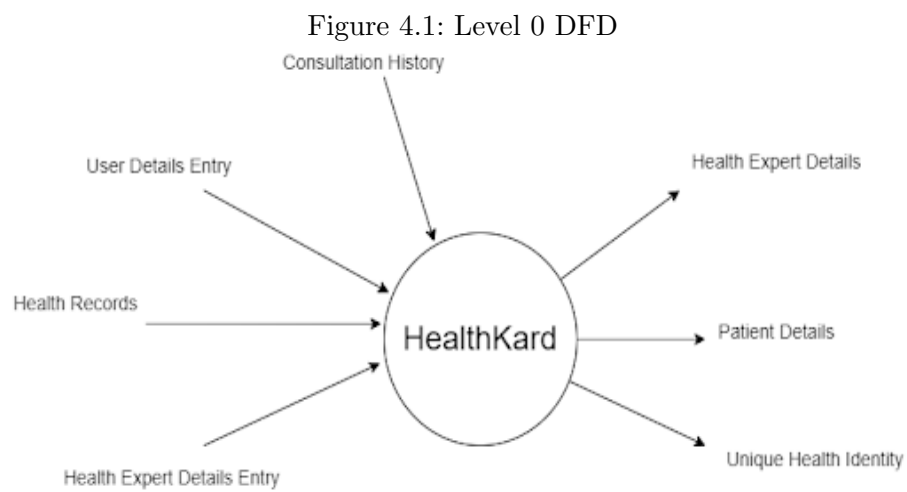 Figure 4.1: Level 0 DFD
Consultation History
User Details Entry
Health Expert Details
Health Records
HealthKard
Patient Details
Health Expert Details Entry
Unique Health Identity